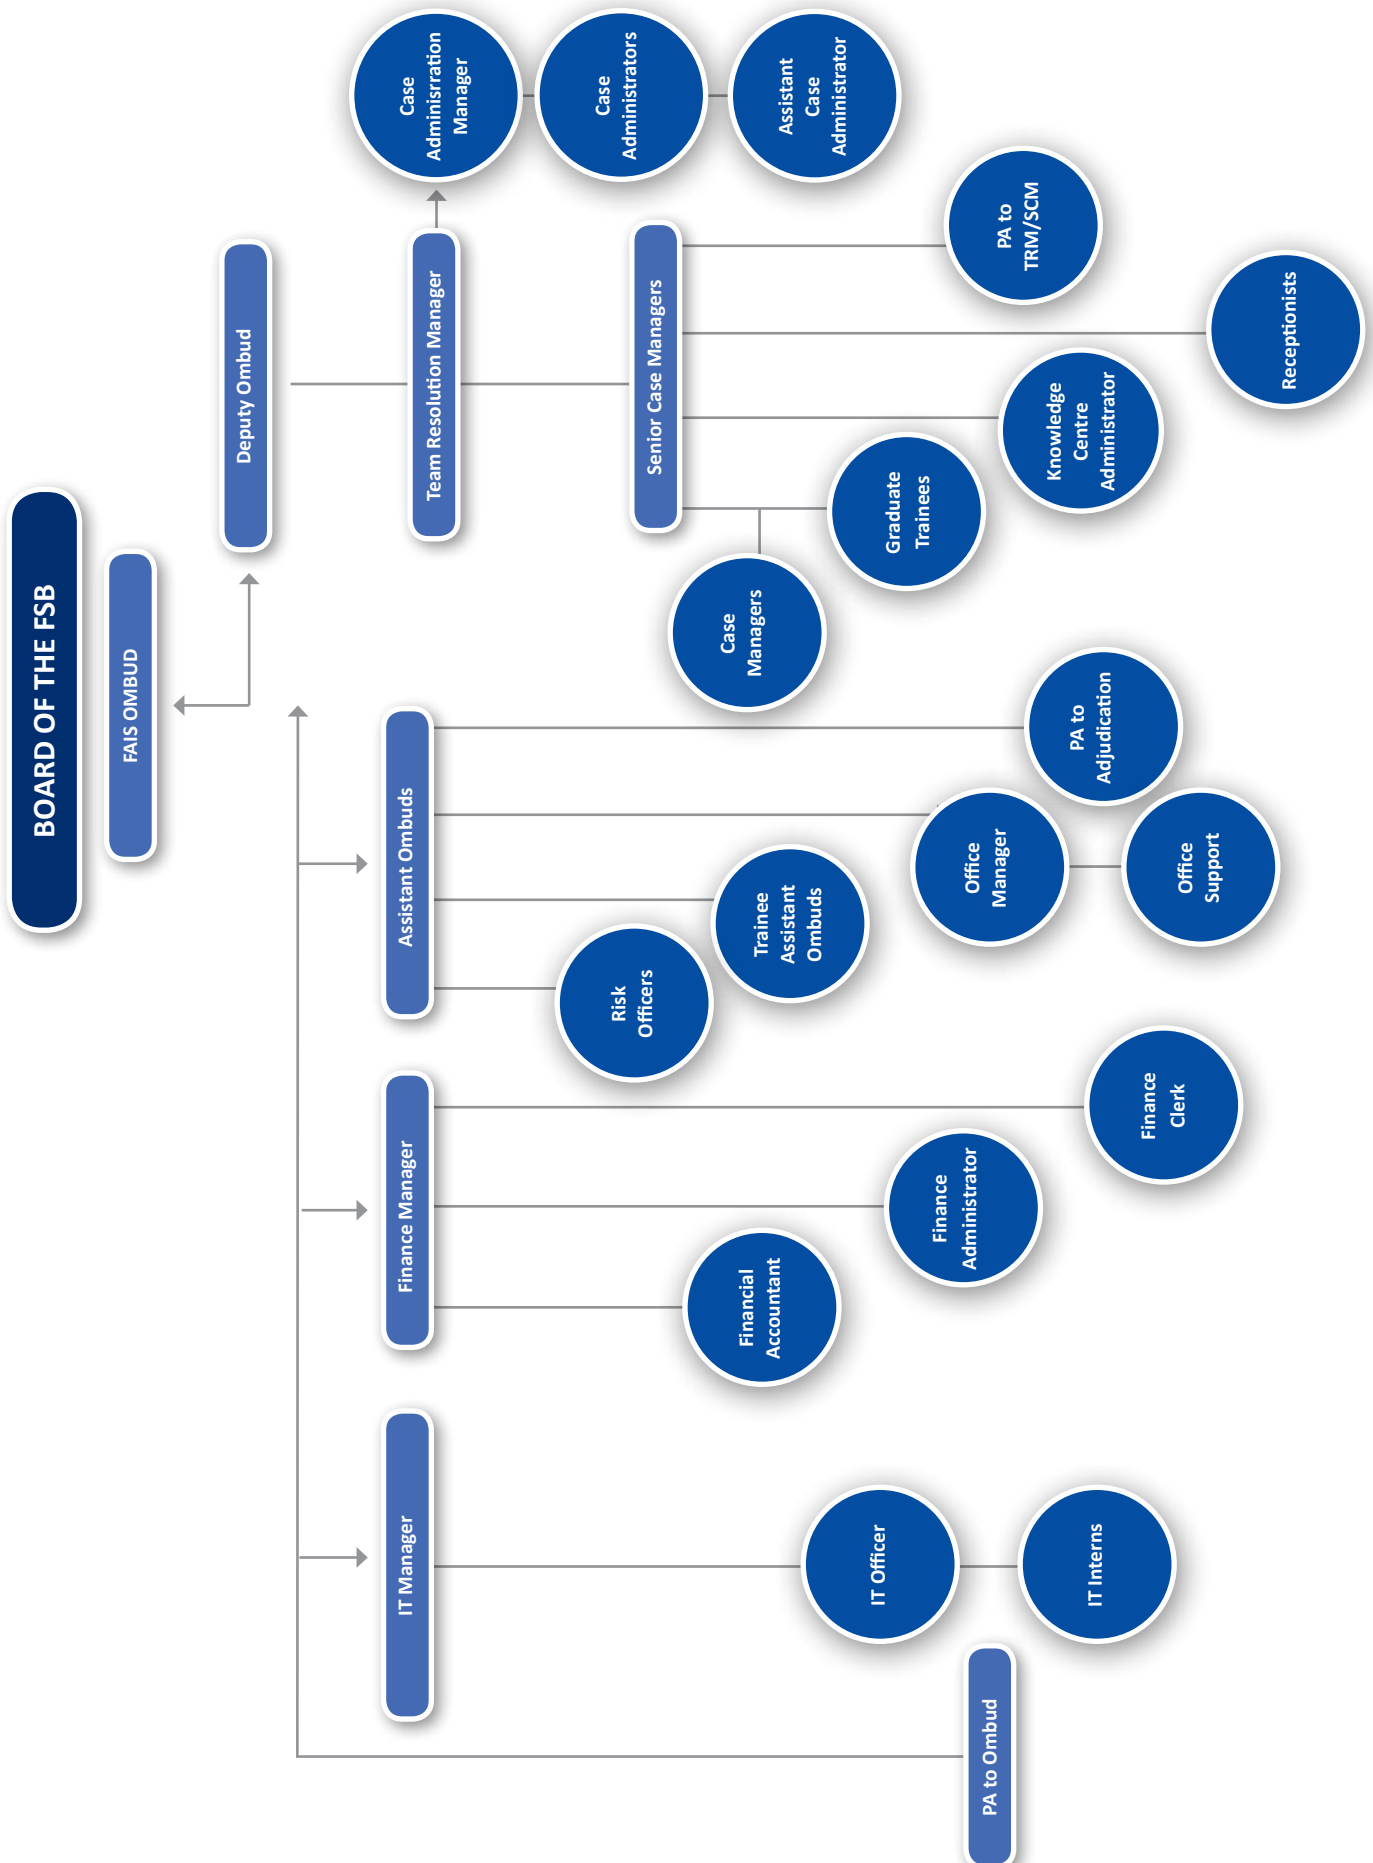 BOARD OF THE FSB
FAIS OMBUD
Deputy Ombud
Team Resolution Manager
Case
Adminisrration
Manager
Case
Administrators
Assistant
Case
Administrator
Senior Case Managers
Case
Managers
Graduate
Trainees
Knowledge
Centre
Administrator
Receptionists
PA to
TRM/SCM
Assistant Ombuds
Risk
Officers
Trainee
Assistant
Ombuds
Office
Manager
Office
Support
PA to
Adjudication
Finance Manager
Financial
Accountant
Finance
Administrator
Finance
Clerk
IT Manager
IT Officer
IT Interns
PA to Ombud